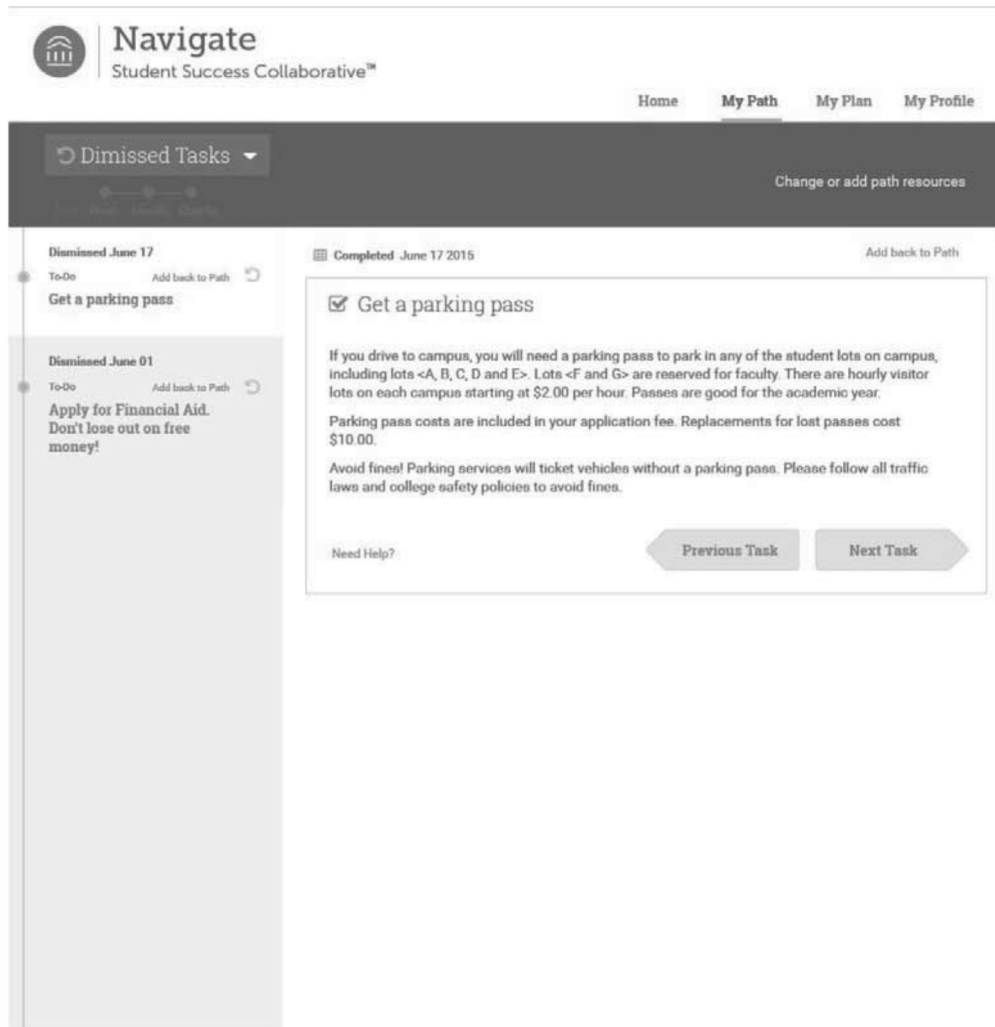 Navigate
Student Success Collaborative™
Home My Path My Plan My Profile
Dimissed Tasks
Change or add path resources
Dismissed June 17
To-Do Add back to Path
Get a parking pass
Dismissed June 01
To-Do Add back to Path
Apply for Financial Aid.
Don't lose out on free
money!
Completed June 17 2015
Add back to Path
Get a parking pass
If you drive to campus, you will need a parking pass to park in any of the student lots on campus,
including lots <A, B, C, D and E>. Lots <F and G> are reserved for faculty. There are hourly visitor
lots on each campus starting at $2.00 per hour. Passes are good for the academic year.
Parking pass costs are included in your application fee. Replacements for lost passes cost
$10.00.
Avoid fines! Parking services will ticket vehicles without a parking pass. Please follow all traffic
laws and college safety policies to avoid fines.
Need Help?
Previous Task
Next Task